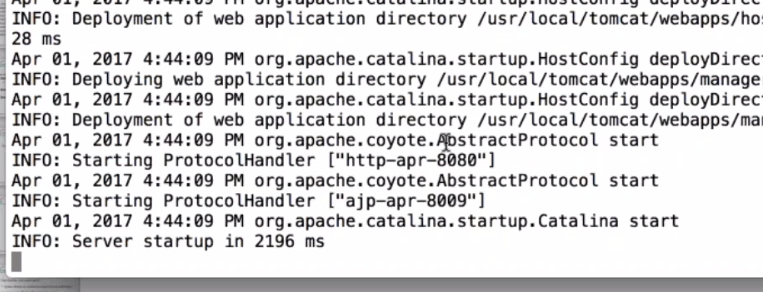 INFO: Deployment of web application directory /usr/local/tomcat/webapps/hos
28 ms
Apr 01, 2017 4:44:09 PM org.apache.catalina.startup.HostConfig deployDirect
INFO: Deploying web application directory /usr/local/tomcat/webapps/manage
Apr 01, 2017 4:44:09 PM org.apache.catalina.startup.HostConfig deployDirect
INFO: Deployment of web application directory /usr/local/tomcat/webapps/man
Apr 01, 2017 4:44:09 PM org.apache.coyote.AbstractProtocol start
INFO: Starting ProtocolHandler ["http-apr-8080"]
Apr 01, 2017 4:44:09 PM org.apache.coyote.AbstractProtocol start
INFO: Starting ProtocolHandler ["ajp-apr-8009"]
Apr 01, 2017 4:44:09 PM org.apache.catalina.startup.Catalina start
INFO: Server startup in 2196 ms